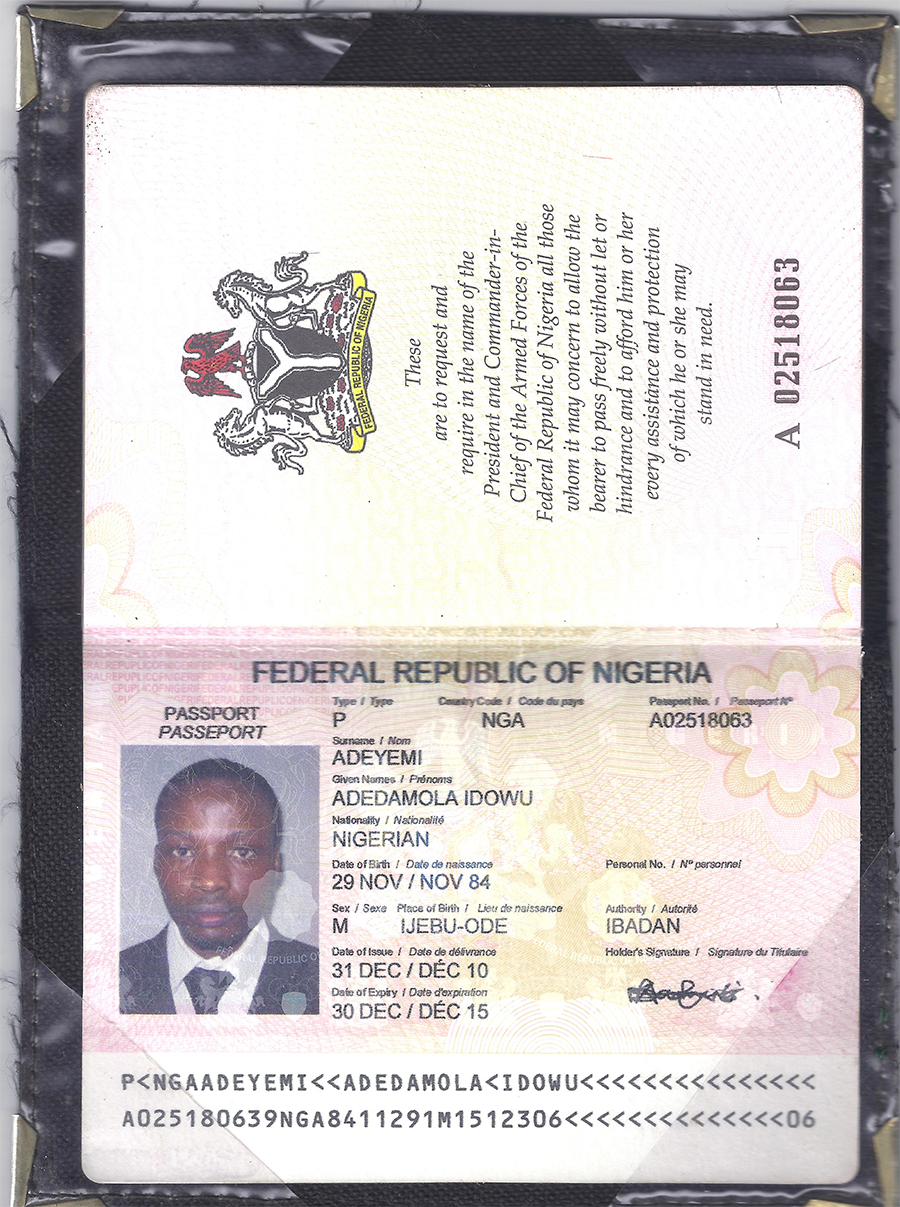 FEDERAL REPUBLIC OF NIGERIA
These
are to request and
require in the name of the
President and Commander-in-
Chief of the Armed Forces of the
Federal Republic of Nigeria all those
whom it may concern to allow the
bearer to pass freely without let or
hindrance and to afford him or her
every assistance and protection
of which he or she may
stand in need.
A 02518063
FEDERAL REPUBLIC OF NIGERIA
PASSPORT
PASSEPORT
Type / Type Country Code / Code du pays Passport No. / Passeport N°
P NGA A02518063
Surname / Nom
ADEYEMI
Given Names / Prénoms
ADEDAMOLA IDOWU
Nationality / Nationalité
NIGERIAN
Date of Birth / Date de naissance Personal No. / N° personnel
29 NOV / NOV 84
Sex / Sexe Place of Birth / Lieu de naissance Authority / Autorité
M IJEBU-ODE IBADAN
Date of Issue / Date de délivrance Holder's Signature / Signature du Titulaire
31 DEC / DÉC 10
Date of Expiry / Date d'expiration
30 DEC / DÉC 15
P<NGAADEYEMI<<ADEDAMOLA<IDOWU<<<<<<<<<<<<<<<
A025180639NGA8411291M1512306<<<<<<<<<<<<<<06